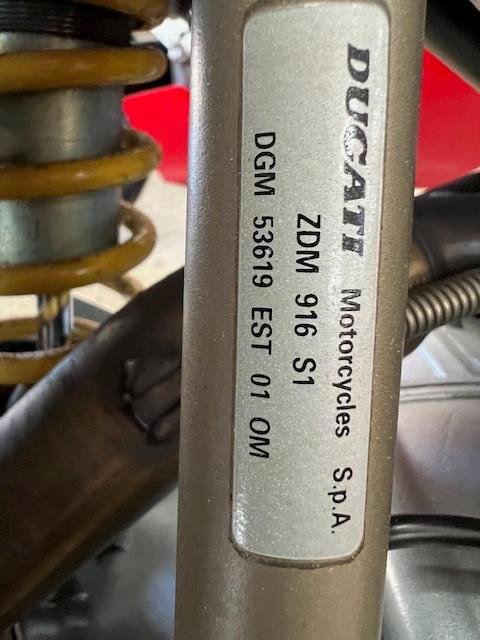 DUCATI Motorcycles S.p.A.
ZDM 916 S1
DGM 53619 EST 01 OM